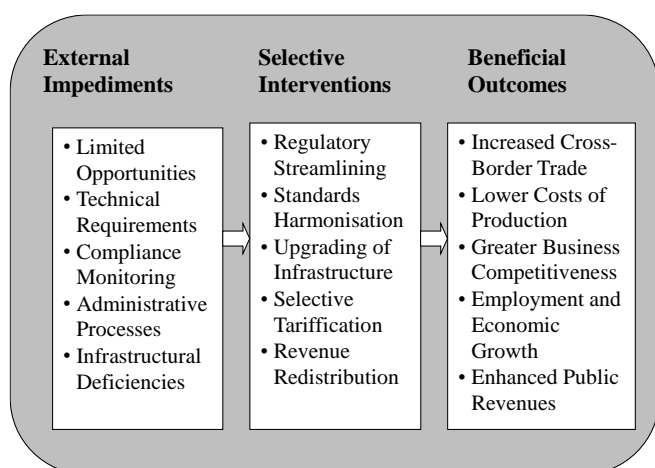 External
Impediments
• Limited
Opportunities
• Technical
Requirements
• Compliance
Monitoring
• Administrative
Processes
• Infrastructural
Deficiencies
Selective
Interventions
• Regulatory
Streamlining
• Standards
Harmonisation
• Upgrading of
Infrastructure
• Selective
Tariffication
• Revenue
Redistribution
Beneficial
Outcomes
• Increased Cross-
Border Trade
• Lower Costs of
Production
• Greater Business
Competitiveness
• Employment and
Economic
Growth
• Enhanced Public
Revenues